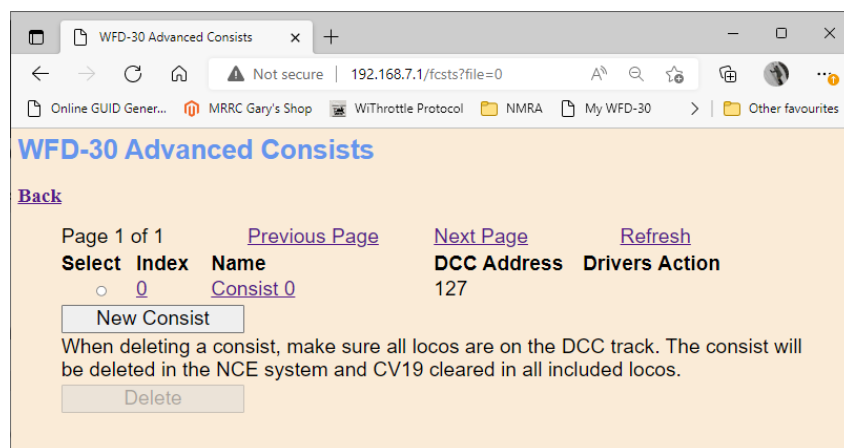 WFD-30 Advanced Consists
Not secure | 192.168.7.1/fcsts?file=0
Online GUID Gener... MRRC Gary's Shop WiThrottle Protocol NMRA My WFD-30 Other favourites
WFD-30 Advanced Consists
Back
Page 1 of 1 Previous Page Next Page Refresh
Select Index Name DCC Address Drivers Action
0 Consist 0 127
New Consist
When deleting a consist, make sure all locos are on the DCC track. The consist will
be deleted in the NCE system and CV19 cleared in all included locos.
Delete